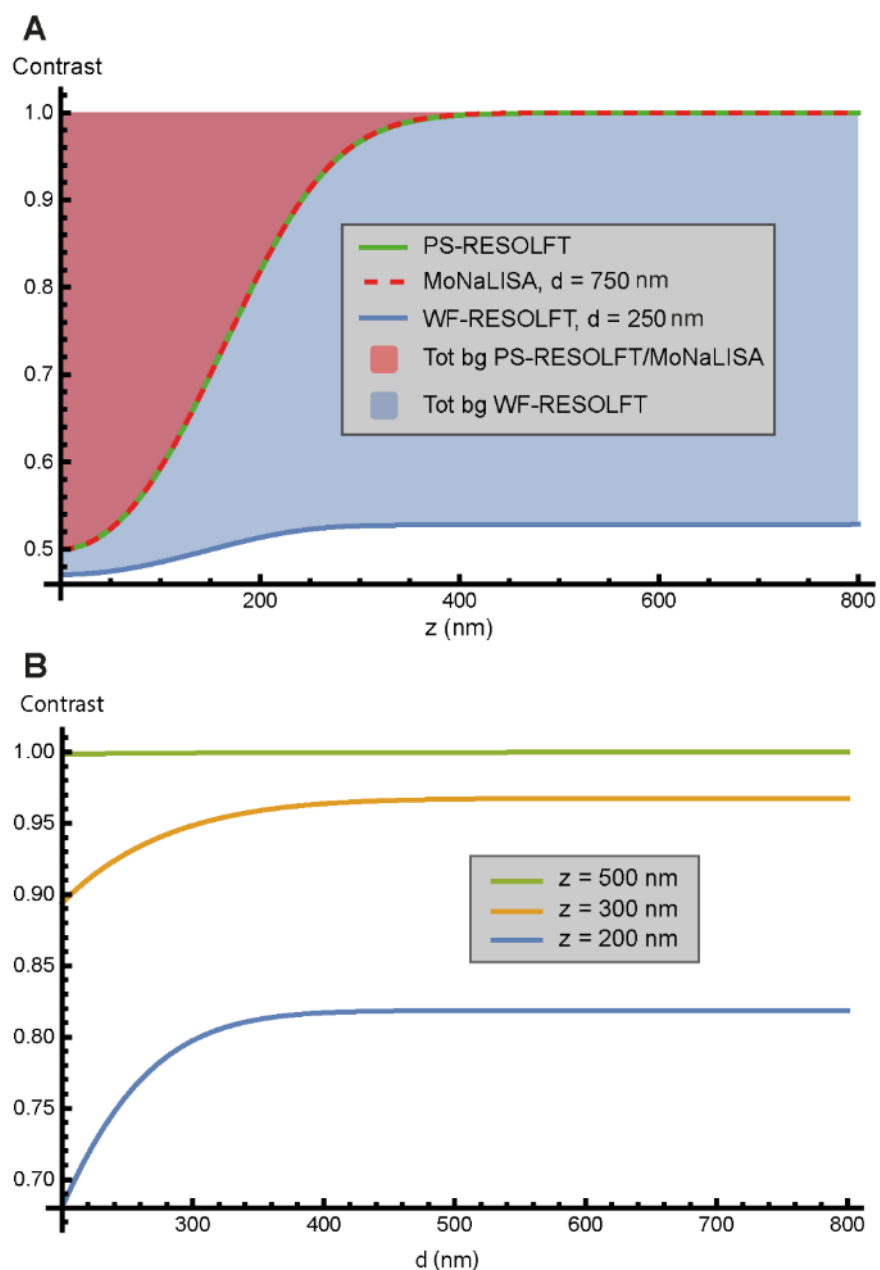 A
Contrast
1.0
0.9
0.8
0.7
0.6
0.5
PS-RESOLFT
MoNaLISA, d = 750 nm
WF-RESOLFT, d = 250 nm
Tot bg PS-RESOLFT/MoNaLISA
Tot bg WF-RESOLFT
200 400 600 800
z (nm)
B
Contrast
1.00
0.95
0.90
0.85
0.80
0.75
0.70
z = 500 nm
z = 300 nm
z = 200 nm
300 400 500 600 700 800
d (nm)